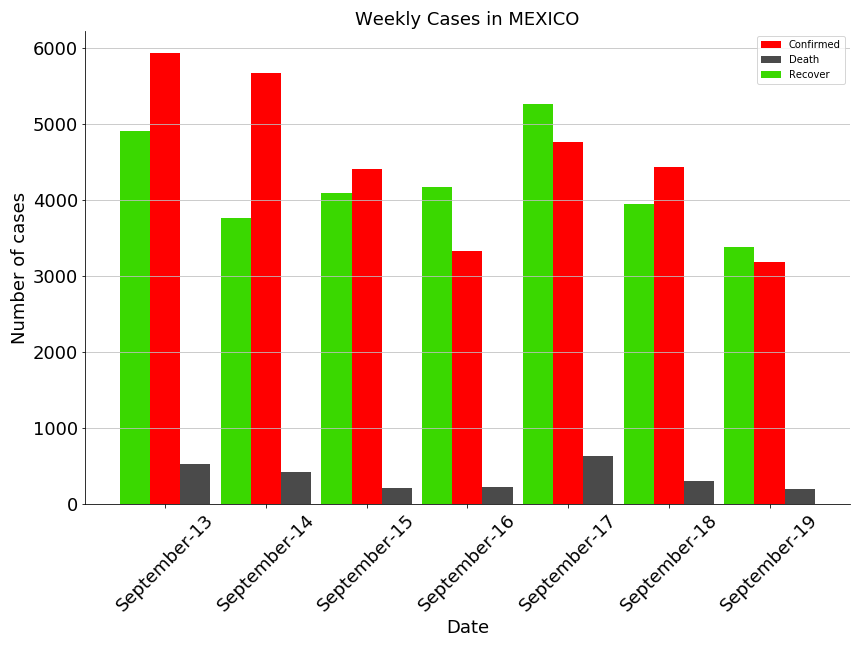 Weekly Cases in MEXICO
Confirmed
Death
Recover
Number of cases
6000
5000
4000
3000
2000
1000
0
September-13
September-14
September-15
September-16
September-17
September-18
September-19
Date